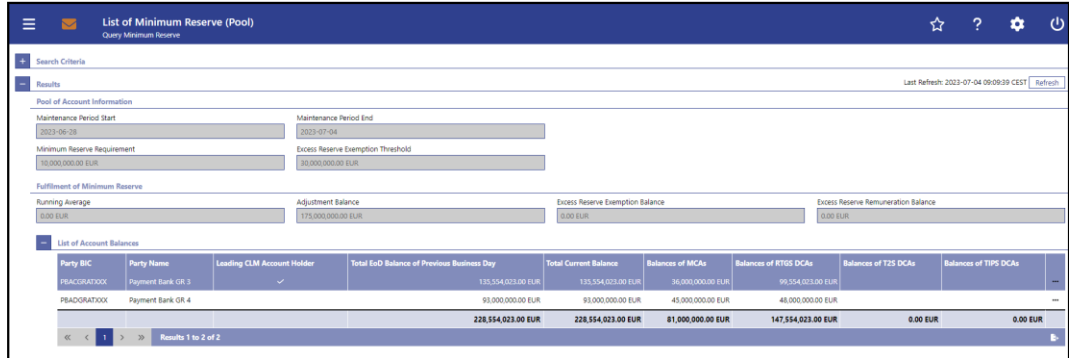 List of Minimum Reserve (Pool)
Query Minimum Reserve
Search Criteria
Results
Last Refresh: 2023-07-04 09:09:39 CEST Refresh
Pool of Account Information
Maintenance Period Start Maintenance Period End
2023-06-28 2023-07-04
Minimum Reserve Requirement Excess Reserve Exemption Threshold
10,000,000.00 EUR 30,000,000.00 EUR
Fulfilment of Minimum Reserve
Running Average Adjustment Balance Excess Reserve Exemption Balance Excess Reserve Remuneration Balance
0.00 EUR 175,000,000.00 EUR 0.00 EUR 0.00 EUR
List of Account Balances
Party BIC Party Name Leading CLM Account Holder Total EoD Balance of Previous Business Day Total Current Balance Balances of MCAs Balances of RTGS DCAs Balances of T2S DCAs Balances of TIPS DCAs
PBACGRATXXX Payment Bank GR 3 ✓ 135,554,023.00 EUR 135,554,023.00 EUR 36,000,000.00 EUR 99,554,023.00 EUR
PBADGRATXXX Payment Bank GR 4 93,000,000.00 EUR 93,000,000.00 EUR 45,000,000.00 EUR 48,000,000.00 EUR
228,554,023.00 EUR 228,554,023.00 EUR 81,000,000.00 EUR 147,554,023.00 EUR 0.00 EUR 0.00 EUR
« < 1 > » Results 1 to 2 of 2